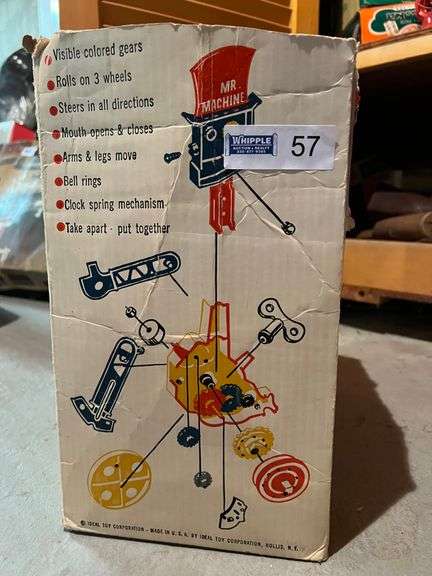 Visible colored gears
Rolls on 3 wheels
Steers in all directions
Mouth opens & closes
Arms & legs move
Bell rings
Clock spring mechanism
Take apart - put together
MR.
MACHINE
WHIPPLE
57
© IDEAL TOY CORPORATION - MADE IN U.S.A. BY IDEAL TOY CORPORATION, HOLLIS, N.Y.